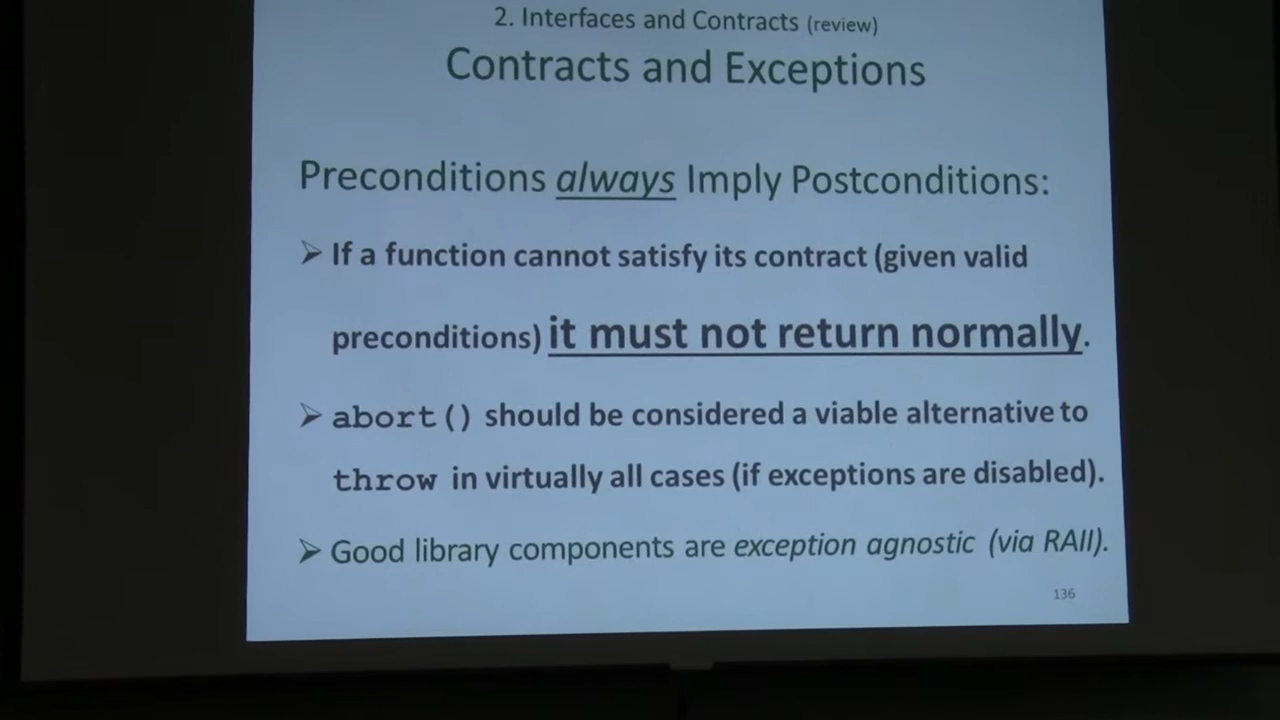 2. Interfaces and Contracts (review)
Contracts and Exceptions
Preconditions always Imply Postconditions:
➢ If a function cannot satisfy its contract (given valid
preconditions) it must not return normally.
➢ abort() should be considered a viable alternative to
throw in virtually all cases (if exceptions are disabled).
➢ Good library components are exception agnostic (via RAII).
136